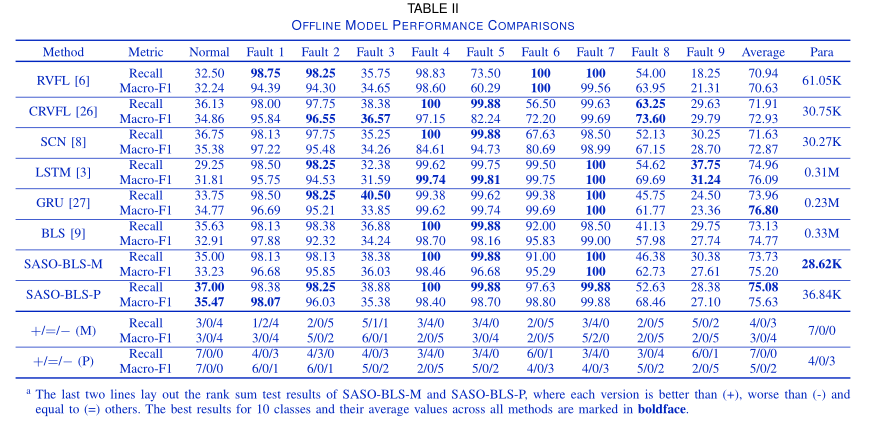 TABLE II
OFFLINE MODEL PERFORMANCE COMPARISONS
Method Metric Normal Fault 1 Fault 2 Fault 3 Fault 4 Fault 5 Fault 6 Fault 7 Fault 8 Fault 9 Average Para
RVFL [6] Recall 32.50 98.75 98.25 35.75 98.83 73.50 100 100 54.00 18.25 70.94 61.05K
Macro-F1 32.24 94.39 94.30 34.65 98.60 60.29 100 99.56 63.95 21.31 70.63
CRVFL [26] Recall 36.13 98.00 97.75 38.38 100 99.88 56.50 99.63 63.25 29.63 71.91 30.75K
Macro-F1 34.86 95.84 96.55 36.57 97.15 82.24 72.20 99.69 73.60 29.79 72.93
SCN [8] Recall 36.75 98.13 97.75 35.25 100 99.88 67.63 98.50 52.13 30.25 71.63 30.27K
Macro-F1 35.38 97.22 95.48 34.26 84.61 94.73 80.69 98.99 67.15 28.70 72.87
LSTM [3] Recall 29.25 98.50 98.25 32.38 99.62 99.75 99.50 100 54.62 37.75 74.96 0.31M
Macro-F1 31.81 95.75 94.53 31.59 99.74 99.81 99.75 100 69.69 31.24 76.09
GRU [27] Recall 33.75 98.50 98.25 40.50 99.38 99.62 99.38 100 45.75 24.50 73.96 0.23M
Macro-F1 34.77 96.69 95.21 33.85 99.62 99.74 99.69 100 61.77 23.36 76.80
BLS [9] Recall 35.63 98.13 98.38 36.88 100 99.88 92.00 98.50 41.13 29.75 73.13 0.33M
Macro-F1 32.91 97.88 92.32 34.24 98.70 98.16 95.83 99.00 57.98 27.74 74.77
SASO-BLS-M Recall 35.00 98.13 98.13 38.38 100 99.88 91.00 100 46.38 30.38 73.73 28.62K
Macro-F1 33.23 96.68 95.85 36.03 98.46 96.68 95.29 100 62.73 27.61 75.20
SASO-BLS-P Recall 37.00 98.38 98.25 38.88 100 99.88 97.63 99.88 52.63 28.38 75.08 36.84K
Macro-F1 35.47 98.07 96.03 35.38 98.40 98.70 98.80 99.88 68.46 27.10 75.63
+/=/− (M) Recall 3/0/4 1/2/4 2/0/5 5/1/1 3/4/0 3/4/0 2/0/5 3/4/0 2/0/5 5/0/2 4/0/3 7/0/0
Macro-F1 3/0/4 3/0/4 5/0/2 6/0/1 2/0/5 3/0/4 2/0/5 5/2/0 2/0/5 2/0/5 3/0/4
+/=/− (P) Recall 7/0/0 4/0/3 4/3/0 4/0/3 3/4/0 3/4/0 6/0/1 3/4/0 3/0/4 6/0/1 7/0/0 4/0/3
Macro-F1 7/0/0 6/0/1 6/0/1 5/0/2 2/0/5 5/0/2 4/0/3 4/0/3 5/0/2 2/0/5 5/0/2
a The last two lines lay out the rank sum test results of SASO-BLS-M and SASO-BLS-P, where each version is better than (+), worse than (-) and
equal to (=) others. The best results for 10 classes and their average values across all methods are marked in boldface.